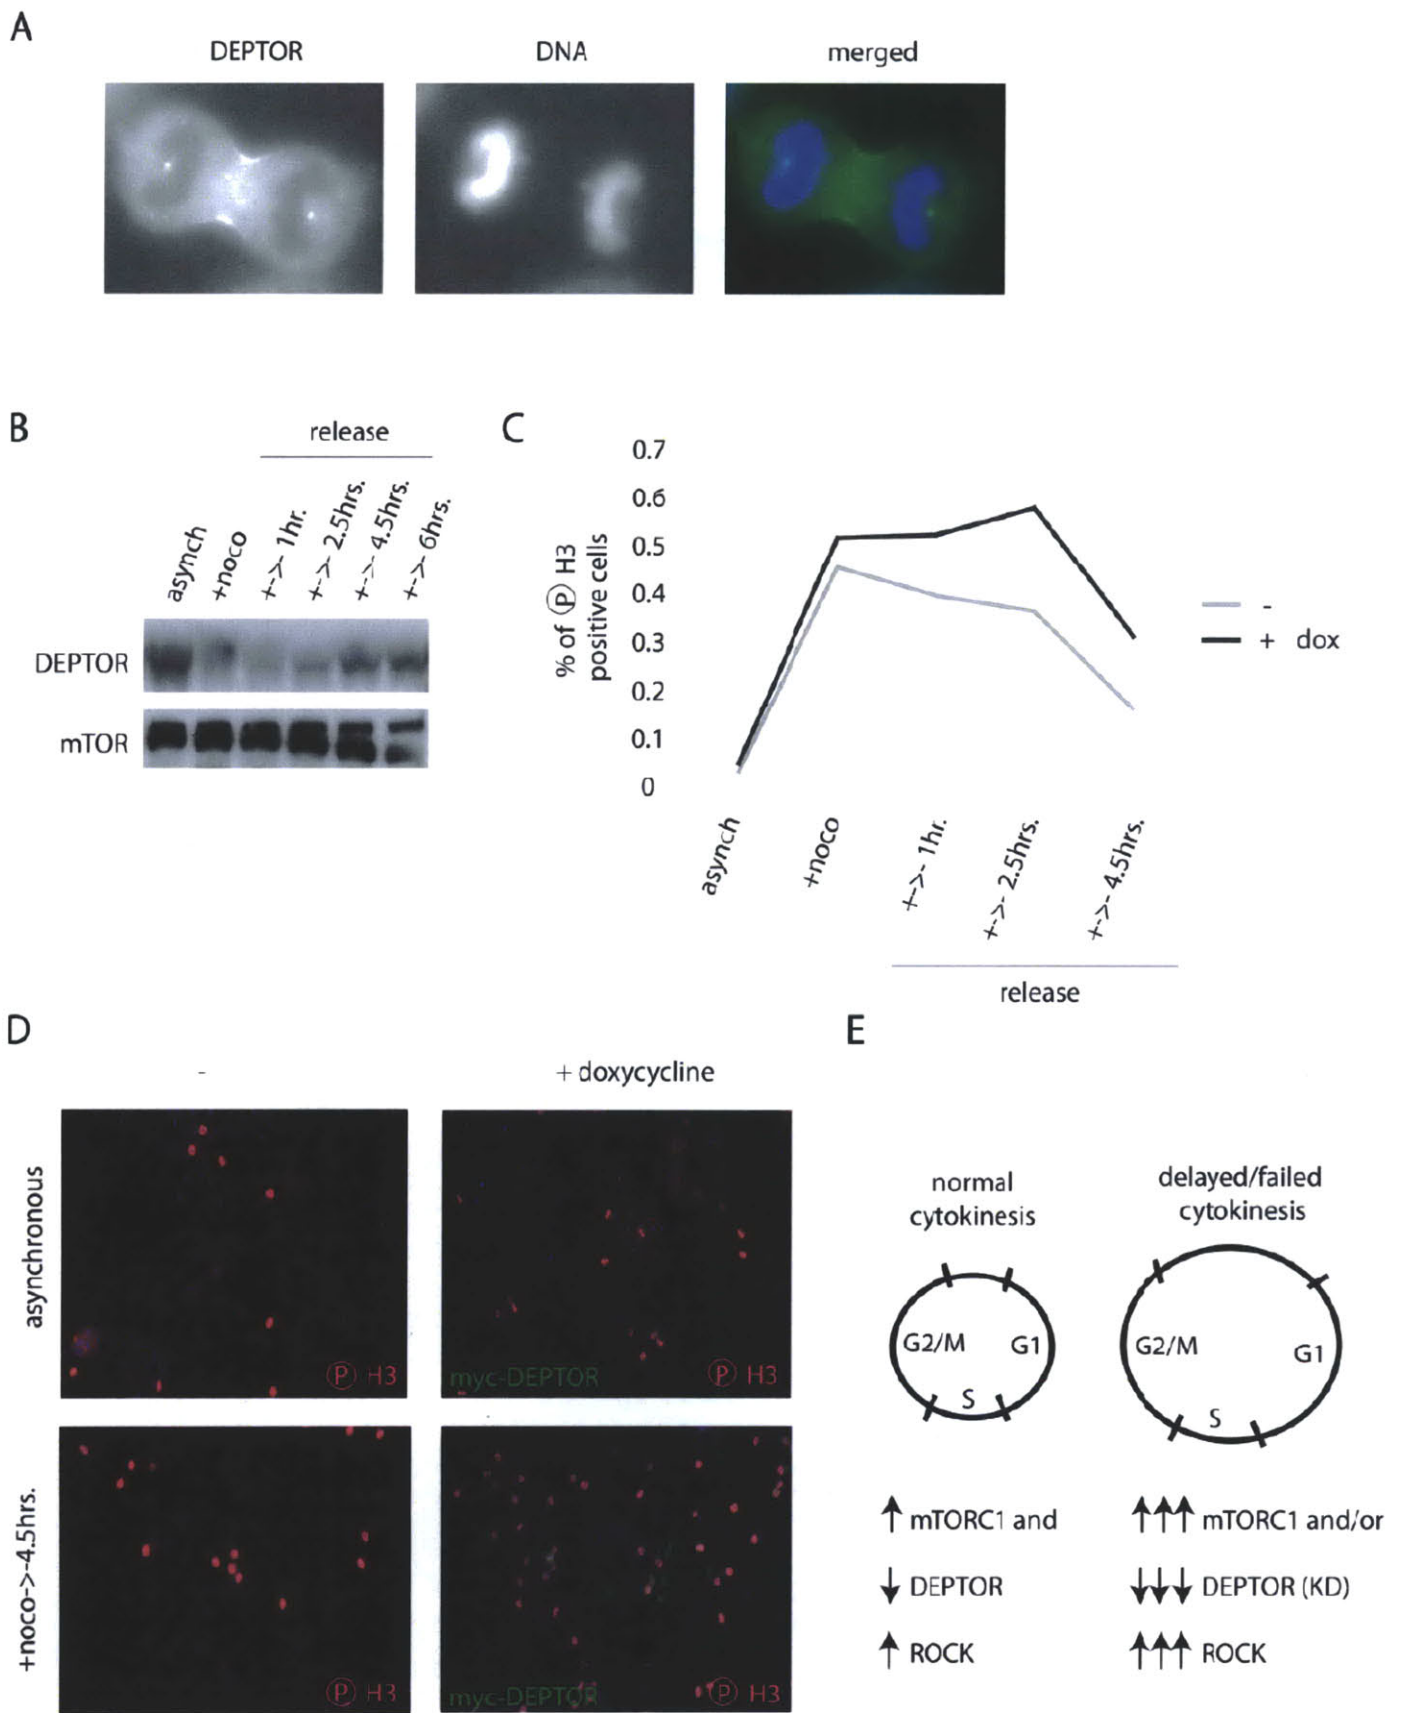 A
DEPTOR
DNA
merged
B
release
asynch
+noco
+->- 1hr.
+->- 2.5hrs.
+->- 4.5hrs.
+->- 6hrs.
DEPTOR
mTOR
C
% of Ⓟ H3
positive cells
0.7
0.6
0.5
0.4
0.3
0.2
0.1
0
-
+ dox
asynch
+noco
+->- 1hr.
+->- 2.5hrs.
+->- 4.5hrs.
release
D
-
+ doxycycline
asynchronous
Ⓟ H3
myc-DEPTOR
Ⓟ H3
+noco->-4.5hrs.
Ⓟ H3
myc-DEPTOR
Ⓟ H3
E
normal
cytokinesis
delayed/failed
cytokinesis
G2/M
G1
S
G2/M
G1
S
↑ mTORC1 and
↓ DEPTOR
↑ ROCK
↑↑↑ mTORC1 and/or
↓↓↓ DEPTOR (KD)
↑↑↑ ROCK